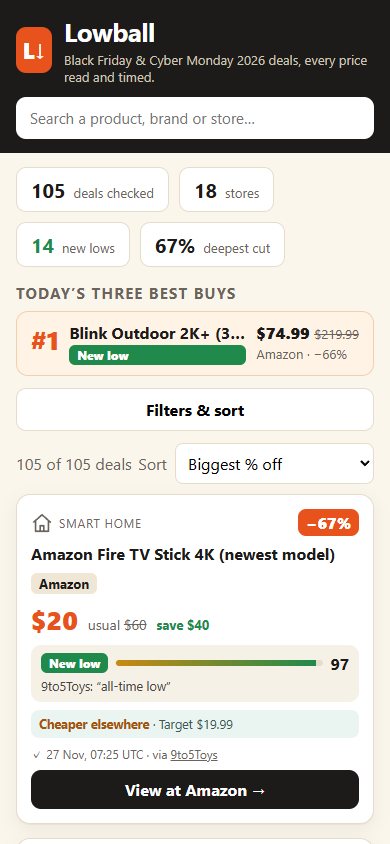 L↓
Lowball
Black Friday & Cyber Monday 2026 deals, every price
read and timed.
Search a product, brand or store...
105 deals checked
18 stores
14 new lows
67% deepest cut
TODAY'S THREE BEST BUYS
#1
Blink Outdoor 2K+ (3...
New low
$74.99 $219.99
Amazon · −66%
Filters & sort
105 of 105 deals
Sort
Biggest % off
SMART HOME
−67%
Amazon Fire TV Stick 4K (newest model)
Amazon
$20 usual $60 save $40
New low
97
9to5Toys: “all-time low”
Cheaper elsewhere · Target $19.99
✓ 27 Nov, 07:25 UTC · via 9to5Toys
View at Amazon →